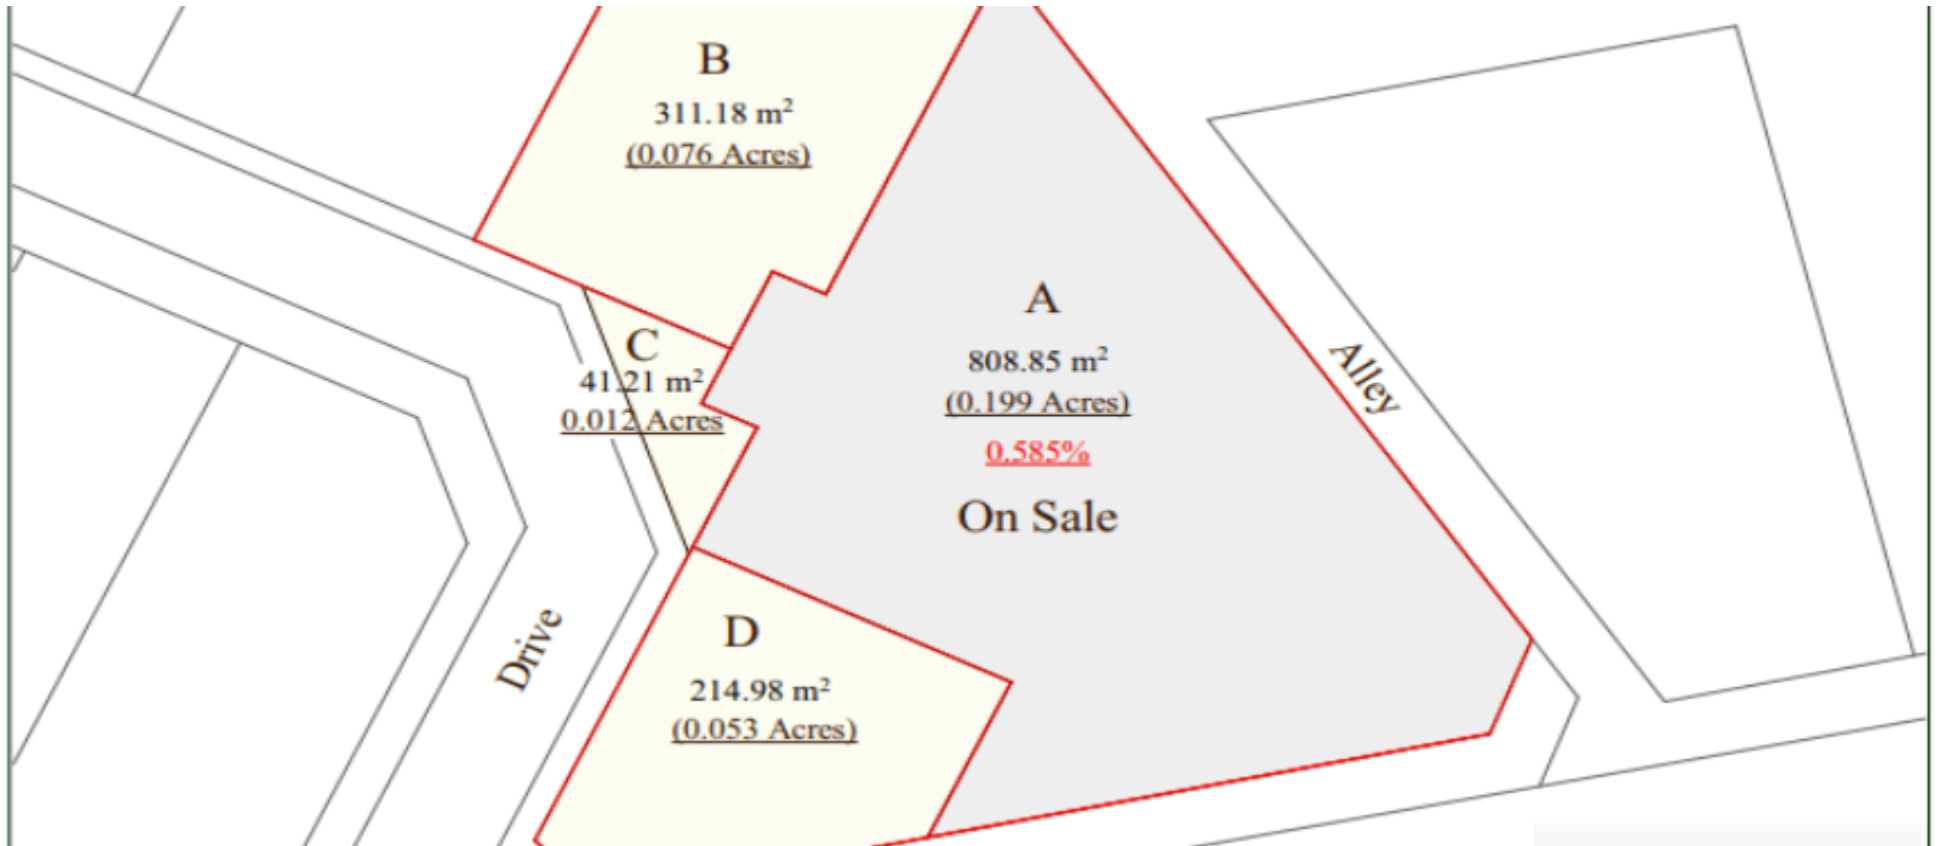 B
311.18 m²
(0.076 Acres)
A
808.85 m²
(0.199 Acres)
0.585%
On Sale
C
41.21 m²
0.012 Acres
Alley
D
214.98 m²
(0.053 Acres)
Drive